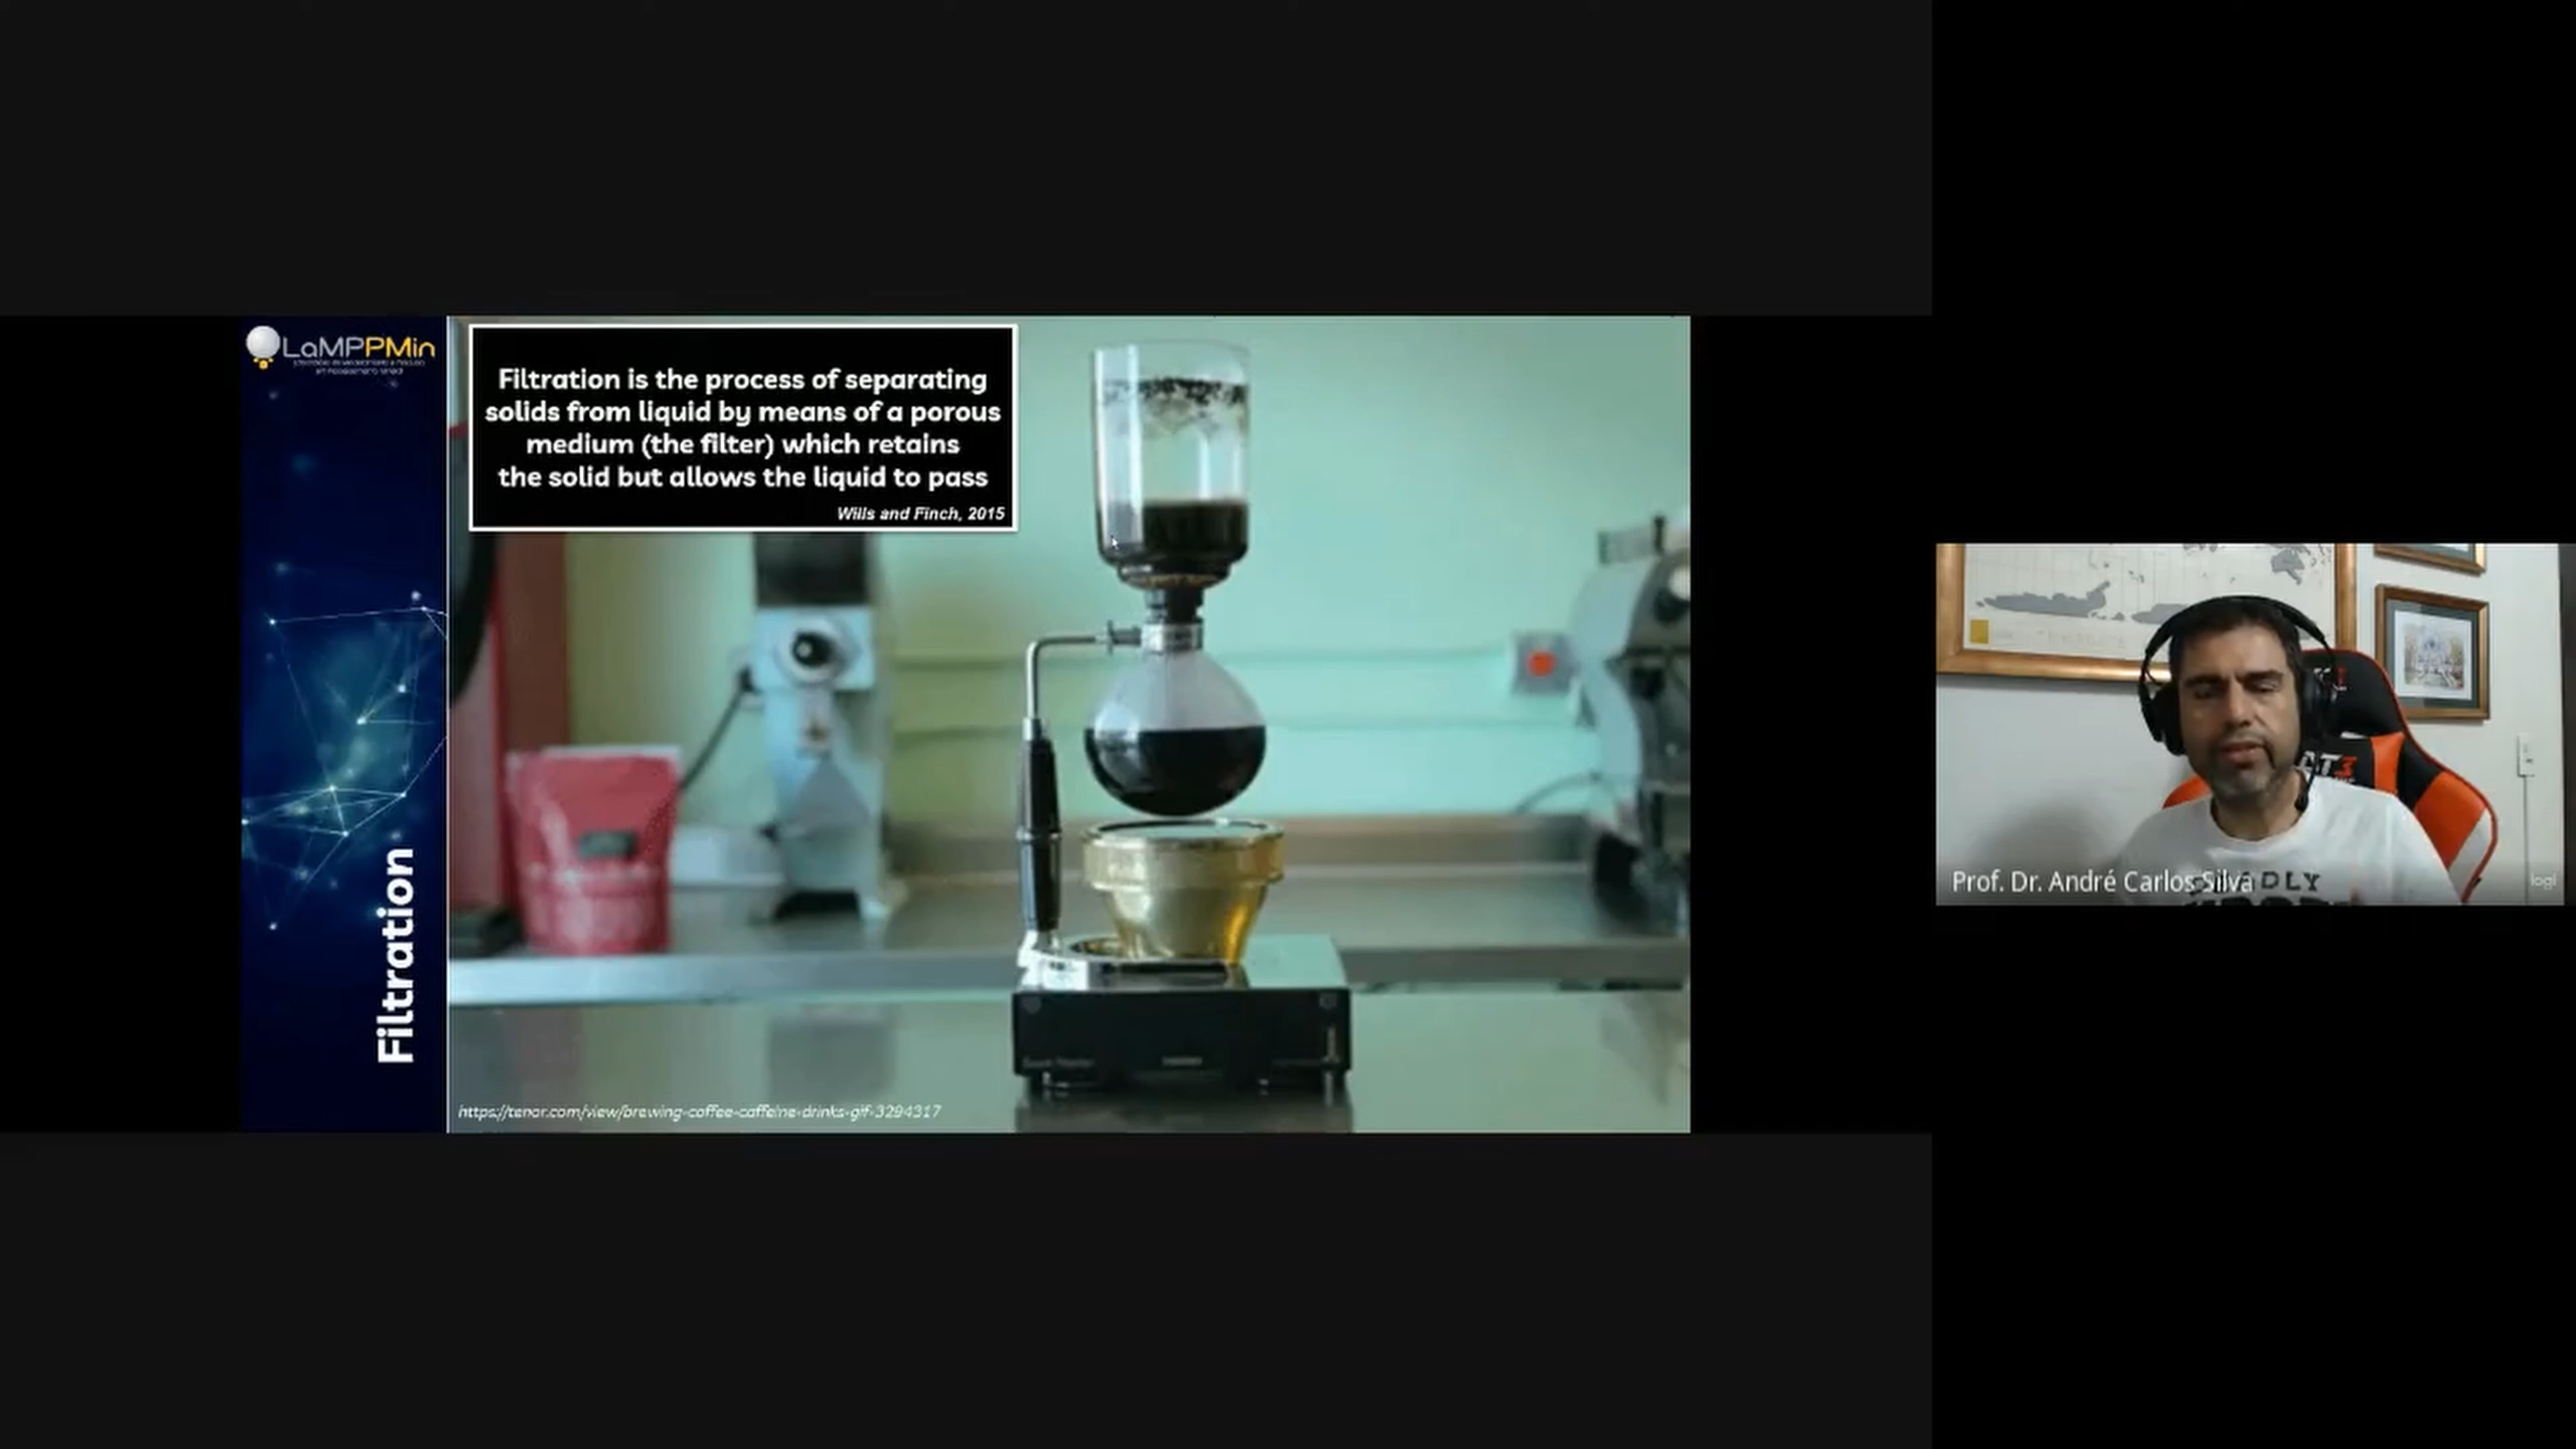 LaMPPMin
Filtration is the process of separating
solids from liquid by means of a porous
medium (the filter) which retains
the solid but allows the liquid to pass
Wills and Finch, 2015
Filtration
https://tenor.com/view/brewing-coffee-caffeine-drinks-gif-3294317
Prof. Dr. André Carlos Silva
logi